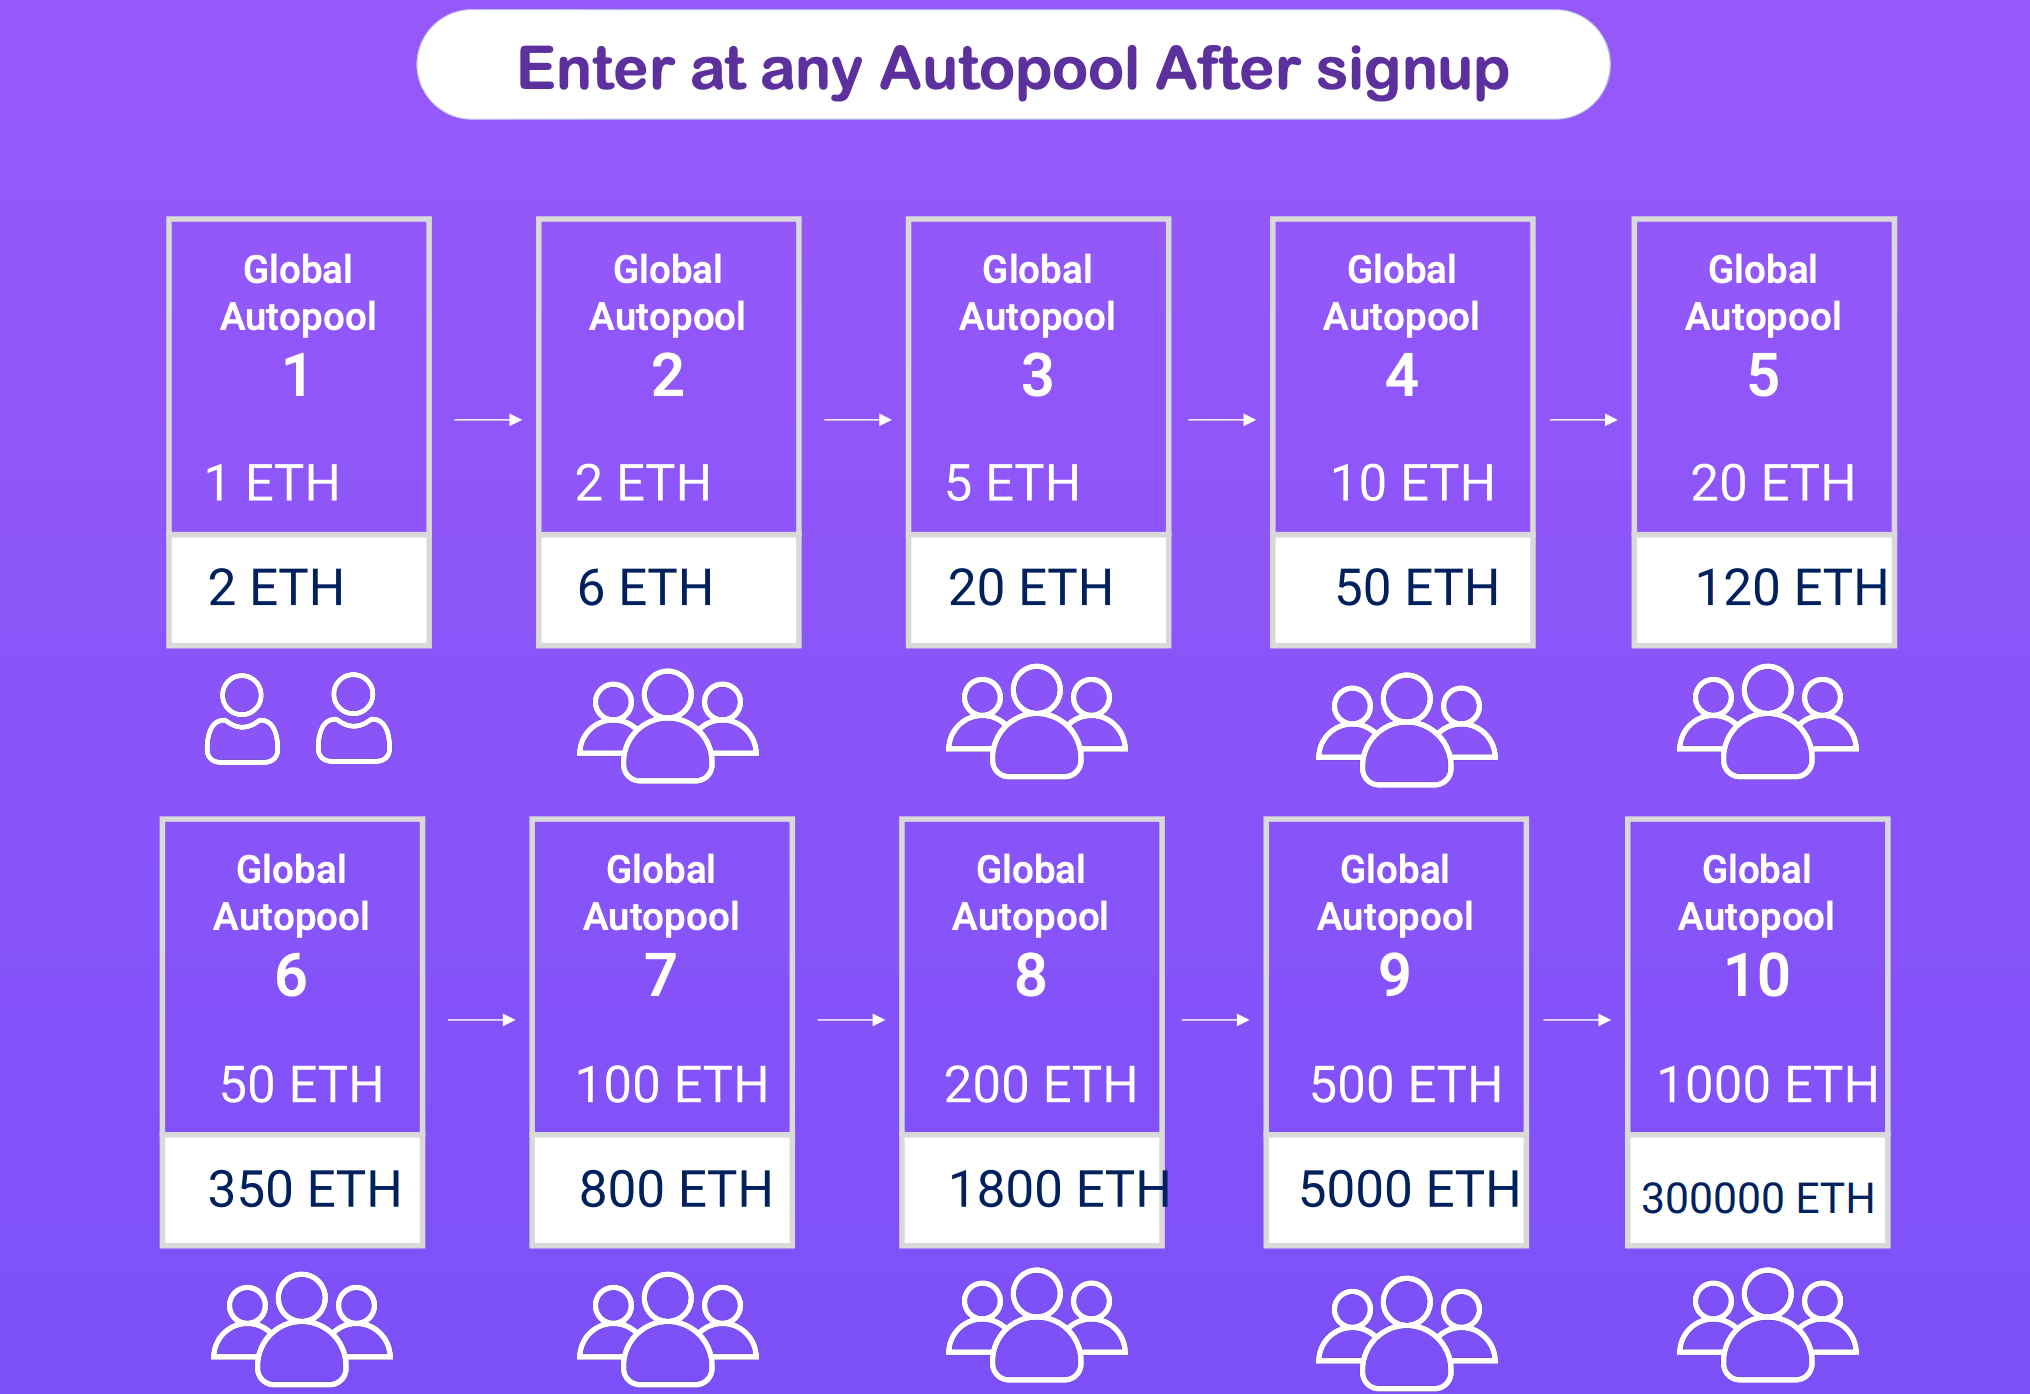 Enter at any Autopool After signup
Global
Autopool
1
1 ETH
2 ETH
Global
Autopool
2
2 ETH
6 ETH
Global
Autopool
3
5 ETH
20 ETH
Global
Autopool
4
10 ETH
50 ETH
Global
Autopool
5
20 ETH
120 ETH
Global
Autopool
6
50 ETH
350 ETH
Global
Autopool
7
100 ETH
800 ETH
Global
Autopool
8
200 ETH
1800 ETH
Global
Autopool
9
500 ETH
5000 ETH
Global
Autopool
10
1000 ETH
300000 ETH